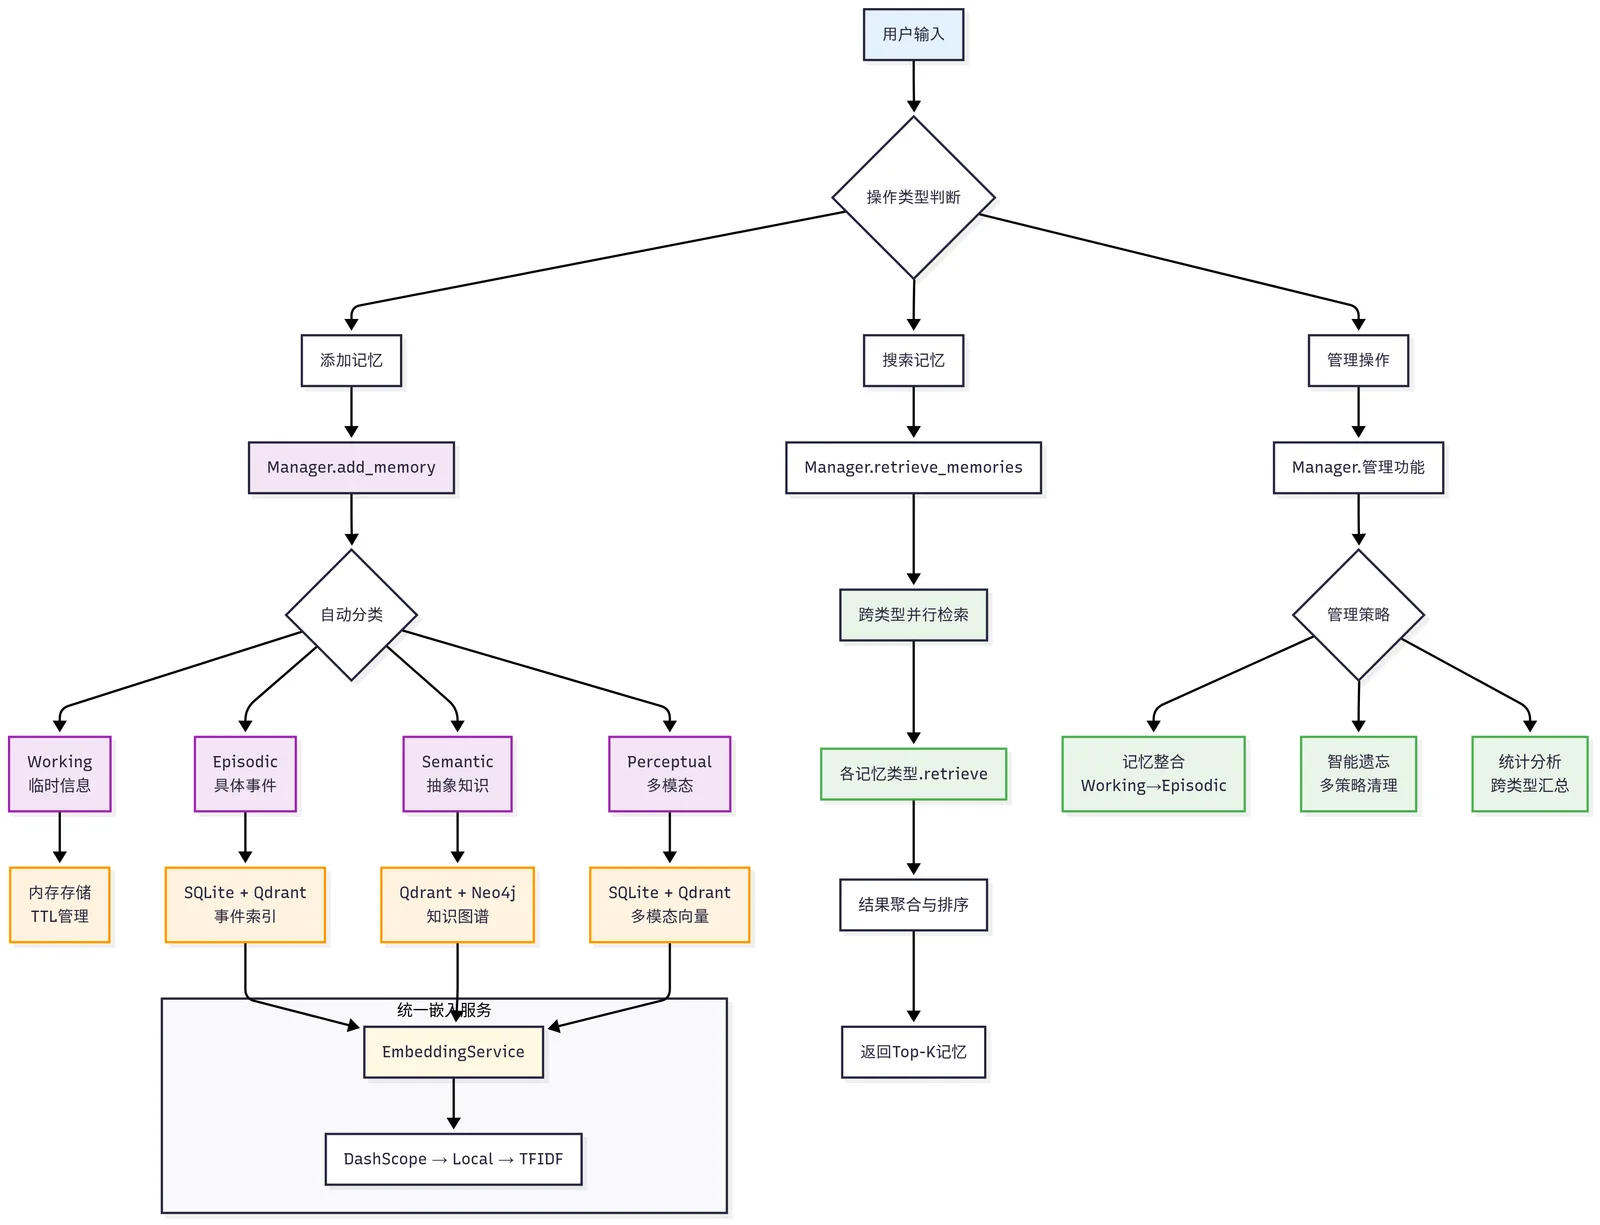 用户输入
操作类型判断
添加记忆
搜索记忆
管理操作
Manager.add_memory
Manager.retrieve_memories
Manager.管理功能
自动分类
跨类型并行检索
管理策略
Working
临时信息
Episodic
具体事件
Semantic
抽象知识
Perceptual
多模态
各记忆类型.retrieve
记忆整合
Working→Episodic
智能遗忘
多策略清理
统计分析
跨类型汇总
内存存储
TTL管理
SQLite + Qdrant
事件索引
Qdrant + Neo4j
知识图谱
SQLite + Qdrant
多模态向量
结果聚合与排序
统一嵌入服务
EmbeddingService
返回Top-K记忆
DashScope → Local → TFIDF